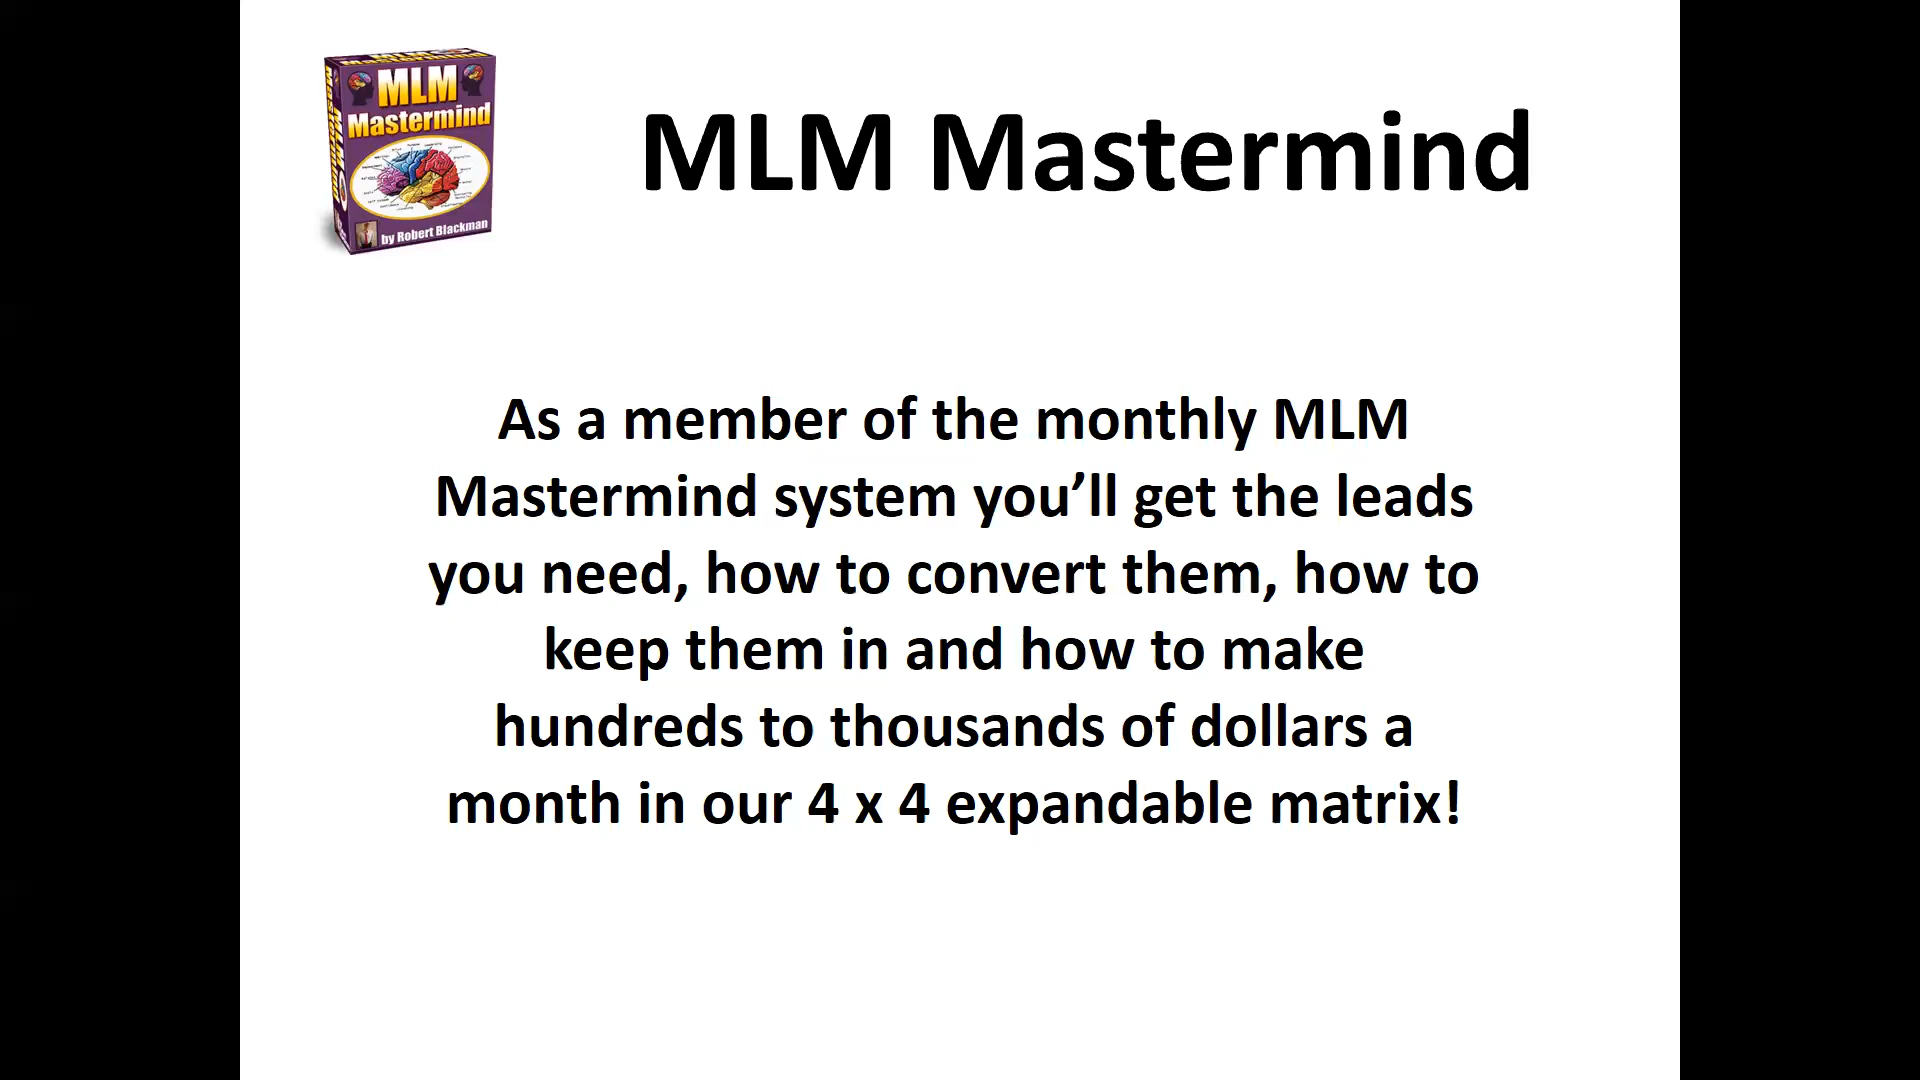 MLM
Mastermind
by Robert Blackman
MLM Mastermind
As a member of the monthly MLM
Mastermind system you’ll get the leads
you need, how to convert them, how to
keep them in and how to make
hundreds to thousands of dollars a
month in our 4 x 4 expandable matrix!